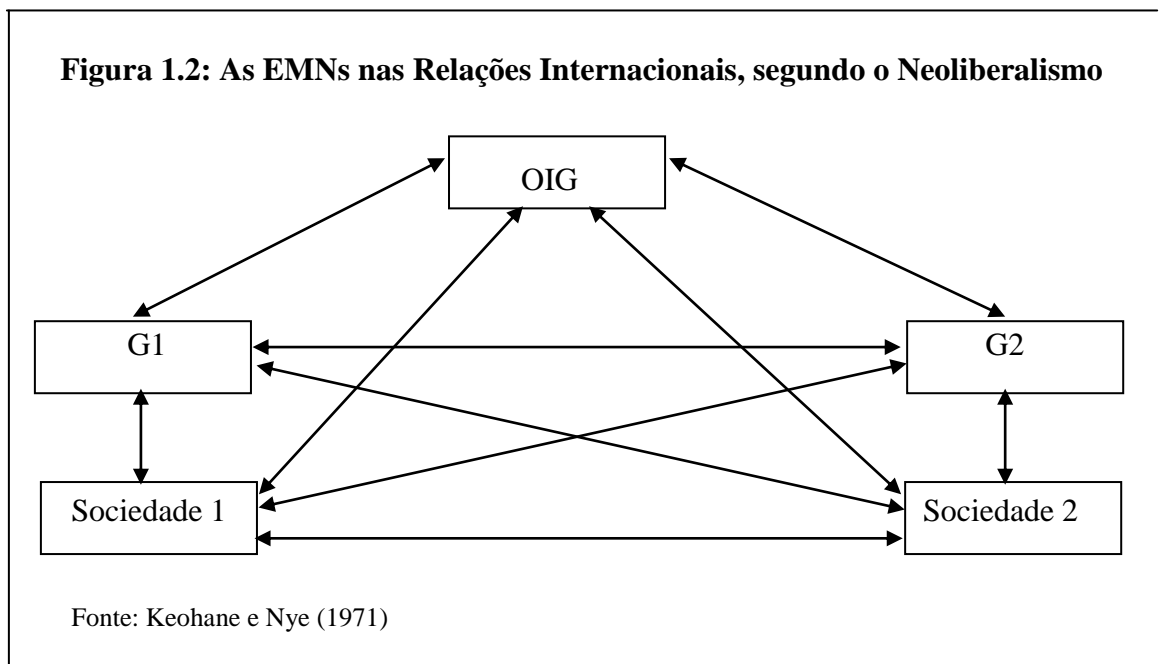 Figura 1.2: As EMNs nas Relações Internacionais, segundo o Neoliberalismo
OIG
G1
G2
Sociedade 1
Sociedade 2
Fonte: Keohane e Nye (1971)